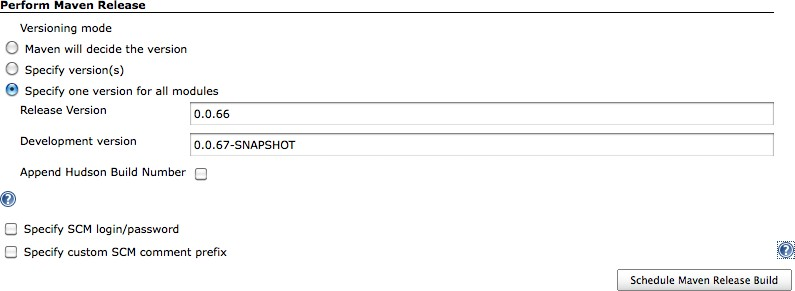 Perform Maven Release
Versioning mode
Maven will decide the version
Specify version(s)
Specify one version for all modules
Release Version
0.0.66
Development version
0.0.67-SNAPSHOT
Append Hudson Build Number
?
Specify SCM login/password
Specify custom SCM comment prefix
?
Schedule Maven Release Build